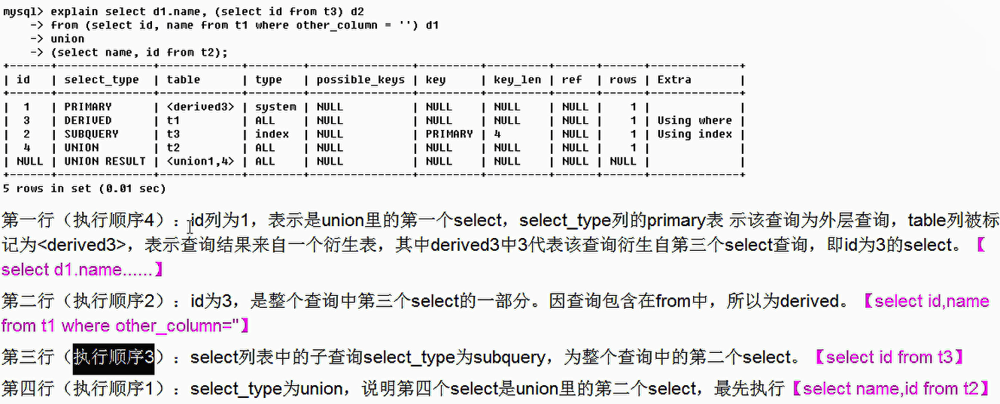 mysql> explain select d1.name, (select id from t3) d2
    -> from (select id, name from t1 where other_column = '') d1
    -> union
    -> (select name, id from t2);
+------+--------------+------------+--------+---------------+---------+---------+------+------+-------------+
| id   | select_type  | table      | type   | possible_keys | key     | key_len | ref  | rows | Extra       |
+------+--------------+------------+--------+---------------+---------+---------+------+------+-------------+
|  1   | PRIMARY      | <derived3> | system | NULL          | NULL    | NULL    | NULL |    1 |             |
|  3   | DERIVED      | t1         | ALL    | NULL          | NULL    | NULL    | NULL |    1 | Using where |
|  2   | SUBQUERY     | t3         | index  | NULL          | PRIMARY | 4       | NULL |    1 | Using index |
|  4   | UNION        | t2         | ALL    | NULL          | NULL    | NULL    | NULL |    1 |             |
| NULL | UNION RESULT | <union1,4> | ALL    | NULL          | NULL    | NULL    | NULL | NULL |             |
+------+--------------+------------+--------+---------------+---------+---------+------+------+-------------+
5 rows in set (0.01 sec)
第一行（执行顺序4）：id列为1，表示是union里的第一个select，select_type列的primary表 示该查询为外层查询，table列被标
记为<derived3>，表示查询结果来自一个衍生表，其中derived3中3代表该查询衍生自第三个select查询，即id为3的select。【
select d1.name......】
第二行（执行顺序2）：id为3，是整个查询中第三个select的一部分。因查询包含在from中，所以为derived。【select id,name
from t1 where other_column=''】
第三行（执行顺序3）：select列表中的子查询select_type为subquery，为整个查询中的第二个select。【select id from t3】
第四行（执行顺序1）：select_type为union，说明第四个select是union里的第二个select，最先执行【select name,id from t2】